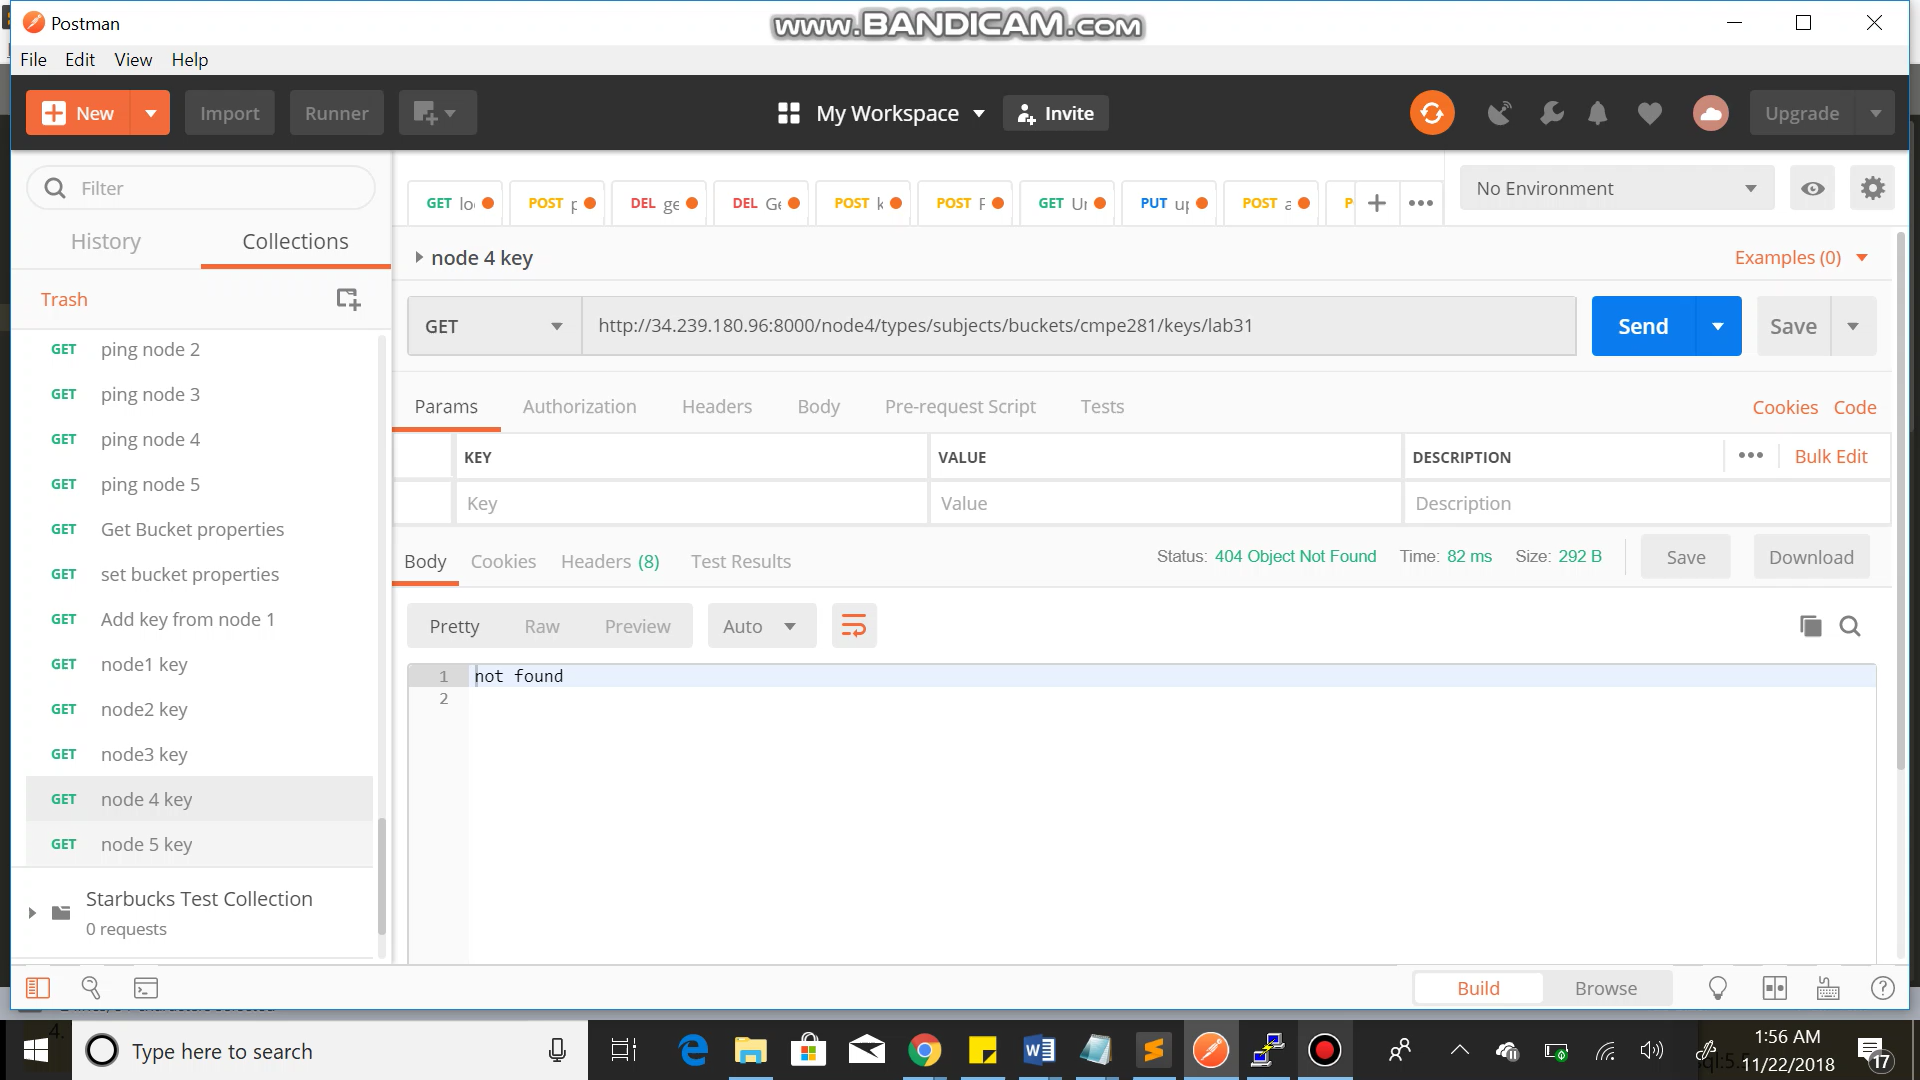 Postman
www.BANDICAM.com
File Edit View Help
New
Import
Runner
My Workspace
Invite
Upgrade
Filter
History
Collections
Trash
GET ping node 2
GET ping node 3
GET ping node 4
GET ping node 5
GET Get Bucket properties
GET set bucket properties
GET Add key from node 1
GET node1 key
GET node2 key
GET node3 key
GET node 4 key
GET node 5 key
Starbucks Test Collection
0 requests
GET POST DEL DEL POST POST GET PUT POST
No Environment
node 4 key
Examples (0)
GET
http://34.239.180.96:8000/node4/types/subjects/buckets/cmpe281/keys/lab31
Send
Save
Params Authorization Headers Body Pre-request Script Tests
Cookies Code
KEY VALUE DESCRIPTION
Bulk Edit
Key Value Description
Body Cookies Headers (8) Test Results
Status: 404 Object Not Found Time: 82 ms Size: 292 B
Save
Download
Pretty Raw Preview
Auto
1 not found
2
Build Browse
Type here to search
1:56 AM
11/22/2018
17